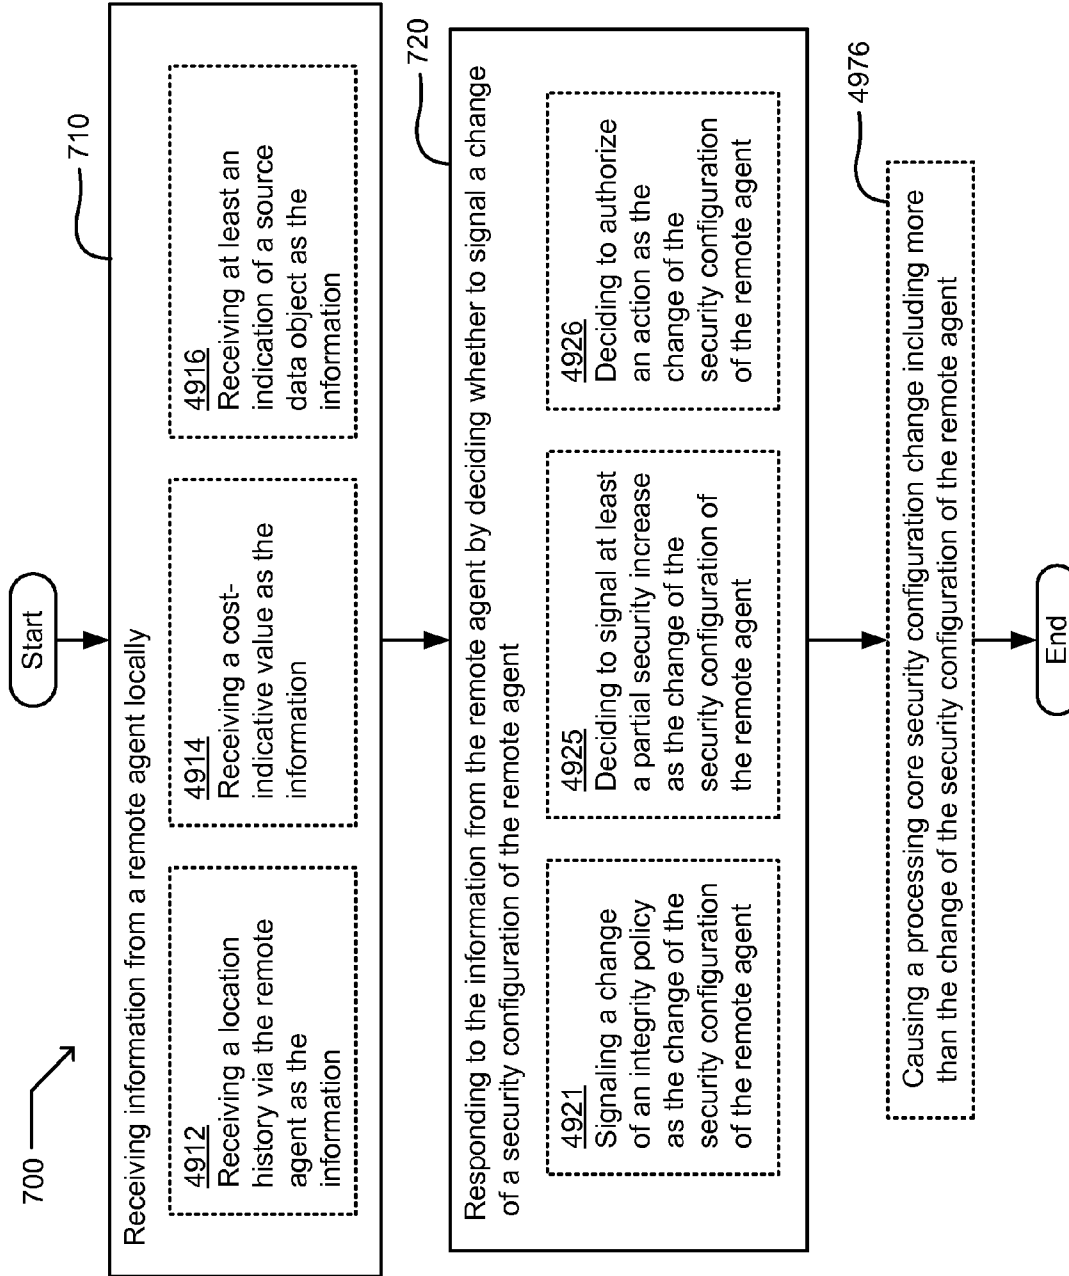 700
Start
710
Receiving information from a remote agent locally
4912
Receiving a location
history via the remote
agent as the
information
4914
Receiving a cost-
indicative value as the
information
4916
Receiving at least an
indication of a source
data object as the
information
720
Responding to the information from the remote agent by deciding whether to signal a change
of a security configuration of the remote agent
4921
Signaling a change
of an integrity policy
as the change of the
security configuration
of the remote agent
4925
Deciding to signal at least
a partial security increase
as the change of the
security configuration of
the remote agent
4926
Deciding to authorize
an action as the
change of the
security configuration
of the remote agent
4976
Causing a processing core security configuration change including more
than the change of the security configuration of the remote agent
End